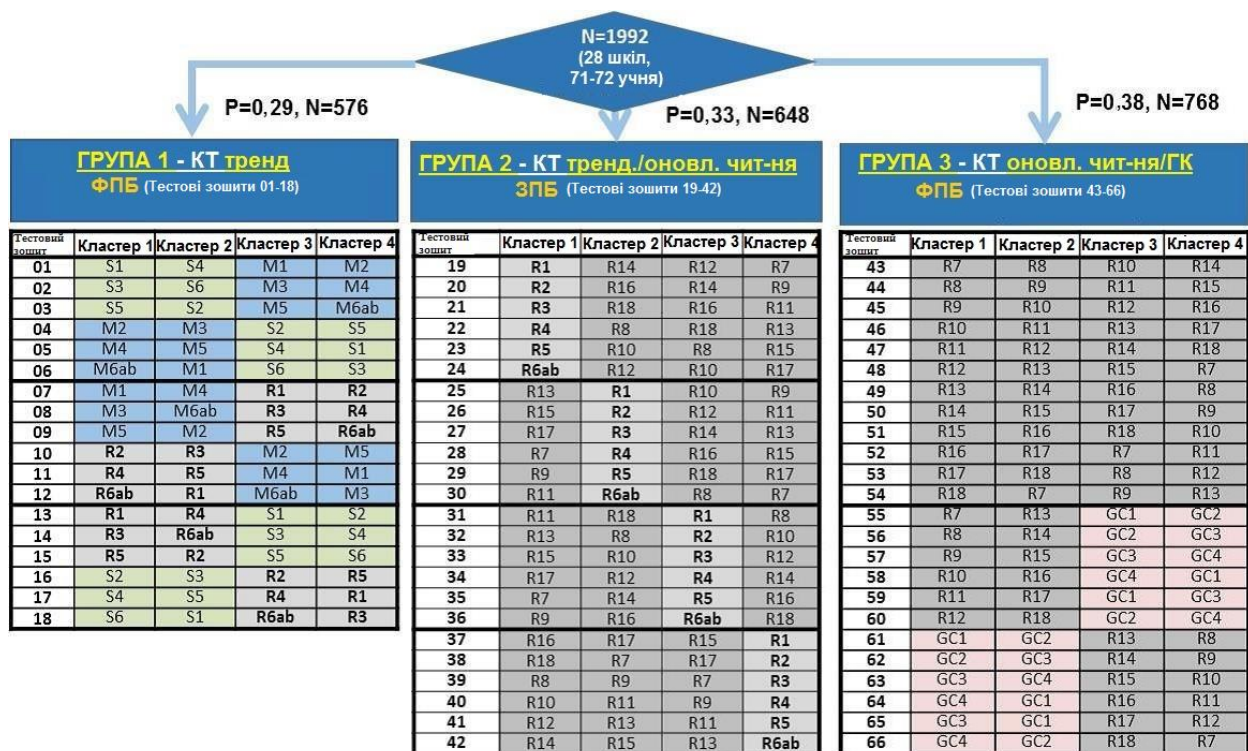 N=1992
(28 шкіл,
71-72 учня)
P=0,29, N=576
P=0,33, N=648
P=0,38, N=768
ГРУПА 1 - КТ тренд
ФПБ (Тестові зошити 01-18)
Тестовий зошит Кластер 1 Кластер 2 Кластер 3 Кластер 4
01 S1 S4 M1 M2
02 S3 S6 M3 M4
03 S5 S2 M5 M6ab
04 M2 M3 S2 S5
05 M4 M5 S4 S1
06 M6ab M1 S6 S3
07 M1 M4 R1 R2
08 M3 M6ab R3 R4
09 M5 M2 R5 R6ab
10 R2 R3 M2 M5
11 R4 R5 M4 M1
12 R6ab R1 M6ab M3
13 R1 R4 S1 S2
14 R3 R6ab S3 S4
15 R5 R2 S5 S6
16 S2 S3 R2 R5
17 S4 S5 R4 R1
18 S6 S1 R6ab R3
ГРУПА 2 - КТ тренд./оновл. чит-ня
ЗПБ (Тестові зошити 19-42)
Тестовий зошит Кластер 1 Кластер 2 Кластер 3 Кластер 4
19 R1 R14 R12 R7
20 R2 R16 R14 R9
21 R3 R18 R16 R11
22 R4 R8 R18 R13
23 R5 R10 R8 R15
24 R6ab R12 R10 R17
25 R13 R1 R10 R9
26 R15 R2 R12 R11
27 R17 R3 R14 R13
28 R7 R4 R16 R15
29 R9 R5 R18 R17
30 R11 R6ab R8 R7
31 R11 R18 R1 R8
32 R13 R8 R2 R10
33 R15 R10 R3 R12
34 R17 R12 R4 R14
35 R7 R14 R5 R16
36 R9 R16 R6ab R18
37 R16 R17 R15 R1
38 R18 R7 R17 R2
39 R8 R9 R7 R3
40 R10 R11 R9 R4
41 R12 R13 R11 R5
42 R14 R15 R13 R6ab
ГРУПА 3 - КТ оновл. чит-ня/ГК
ФПБ (Тестові зошити 43-66)
Тестовий зошит Кластер 1 Кластер 2 Кластер 3 Кластер 4
43 R7 R8 R10 R14
44 R8 R9 R11 R15
45 R9 R10 R12 R16
46 R10 R11 R13 R17
47 R11 R12 R14 R18
48 R12 R13 R15 R7
49 R13 R14 R16 R8
50 R14 R15 R17 R9
51 R15 R16 R18 R10
52 R16 R17 R7 R11
53 R17 R18 R8 R12
54 R18 R7 R9 R13
55 R7 R13 GC1 GC2
56 R8 R14 GC2 GC3
57 R9 R15 GC3 GC4
58 R10 R16 GC4 GC1
59 R11 R17 GC1 GC3
60 R12 R18 GC2 GC4
61 GC1 GC2 R13 R8
62 GC2 GC3 R14 R9
63 GC3 GC4 R15 R10
64 GC4 GC1 R16 R11
65 GC3 GC1 R17 R12
66 GC4 GC2 R18 R7